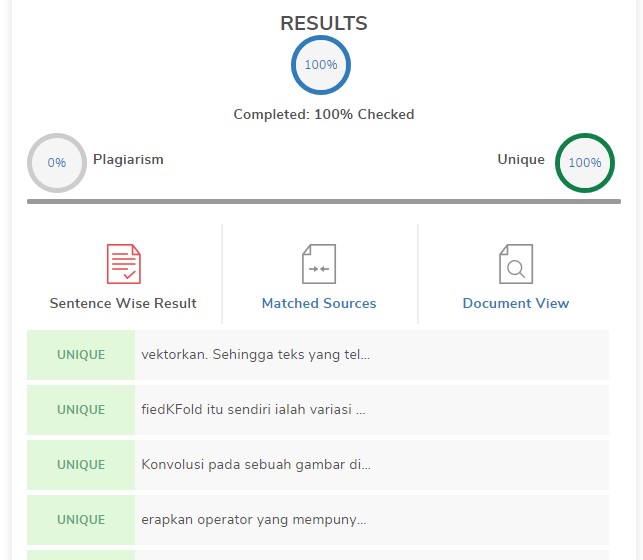 RESULTS
100%
Completed: 100% Checked
0%
Plagiarism
Unique
100%
Sentence Wise Result
Matched Sources
Document View
UNIQUE vektorkan. Sehingga teks yang tel...
UNIQUE fiedKFold itu sendiri ialah variasi ...
UNIQUE Konvolusi pada sebuah gambar di...
UNIQUE erapkan operator yang mempuny...